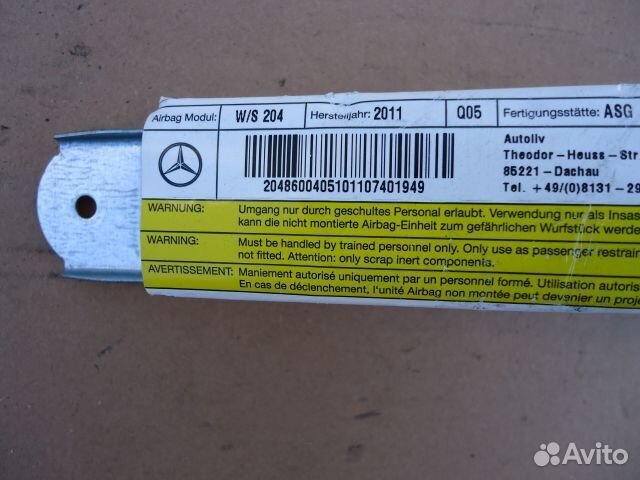 Airbag Modul: W/S 204 Herstelljahr: 2011 Q05 Fertigungsstätte: ASG
2048600405101107401949
Autoliv
Theodor-Heuss-Str
85221-Dachau
Tel. +49/(0)8131-29
WARNUNG: Umgang nur durch geschultes Personal erlaubt. Verwendung nur als Insas
kann die nicht montierte Airbag-Einheit zum gefährlichen Wurfstück werde
WARNING: Must be handled by trained personnel only. Only use as passenger restrain
not fitted. Attention: only scrap inert components.
AVERTISSEMENT: Maniement autorisé uniquement par un personnel formé. Utilisation autoris
En cas de déclenchement, l'unité Airbag non montée peut devenier un proje
Avito